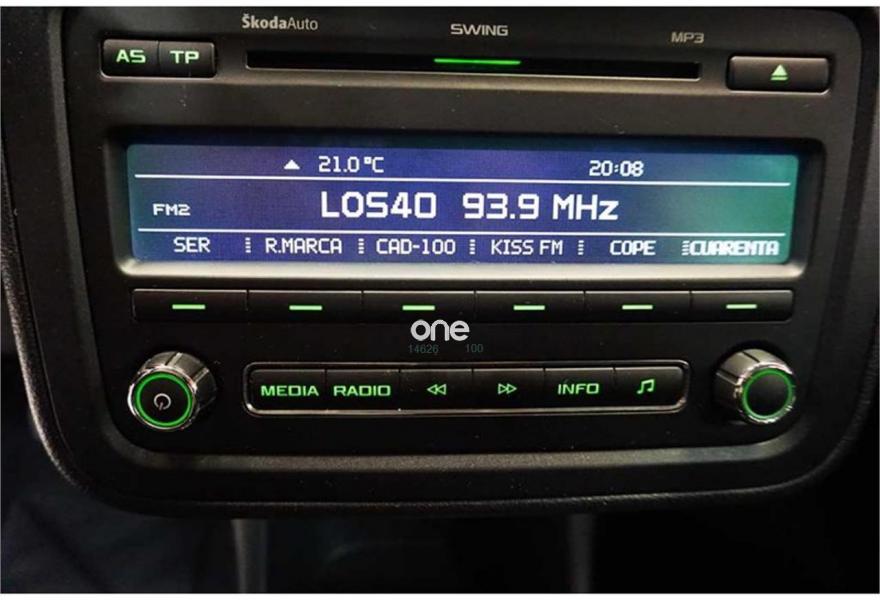 ŠkodaAuto SWING MP3
AS TP
21.0°C 20:08
FM2 LOS40 93.9 MHz
SER R.MARCA CAD-100 KISS FM COPE CUARENTA
one
14626 100
MEDIA RADIO INFO